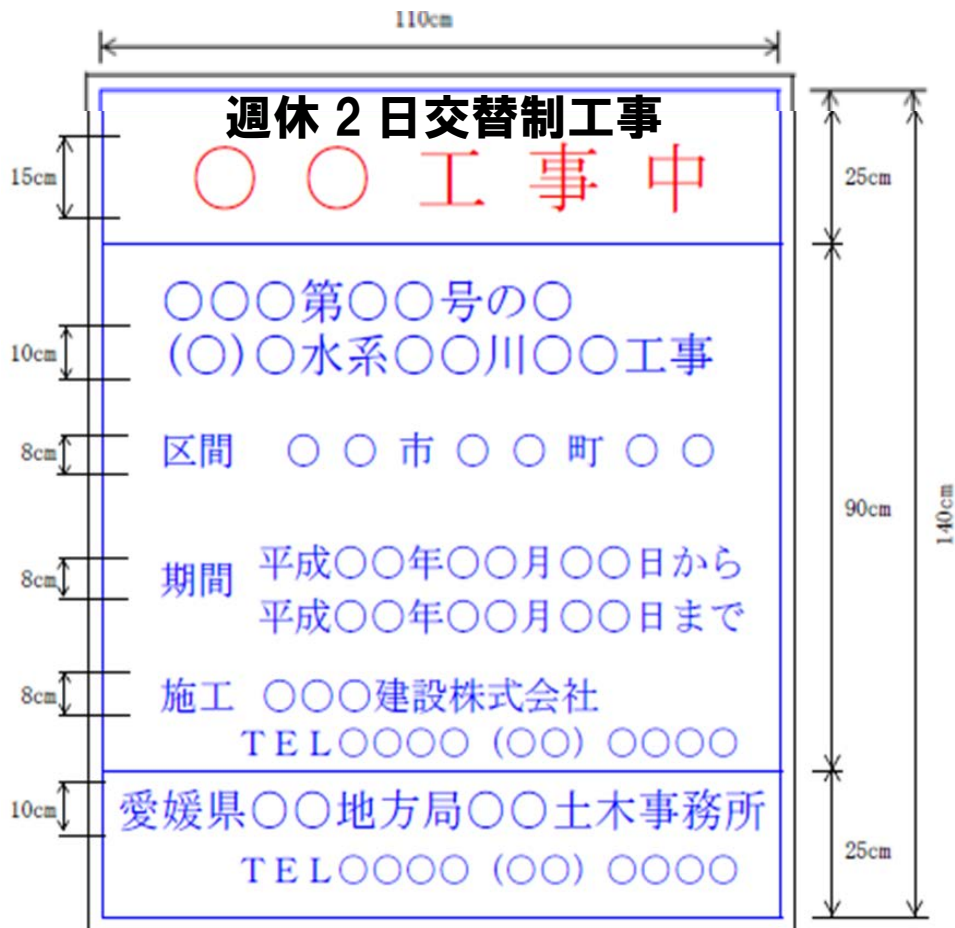 110cm
週休2日交替制工事
15cm
○○工事中
25cm
○○○第○○号の○
10cm
(○)○水系○○川○○工事
8cm
区間 ○○市○○町○○
90cm
140cm
8cm
期間 平成○○年○○月○○日から
平成○○年○○月○○日まで
8cm
施工 ○○○建設株式会社
TEL○○○○(○○)○○○○
10cm
愛媛県○○地方局○○土木事務所
25cm
TEL○○○○(○○)○○○○